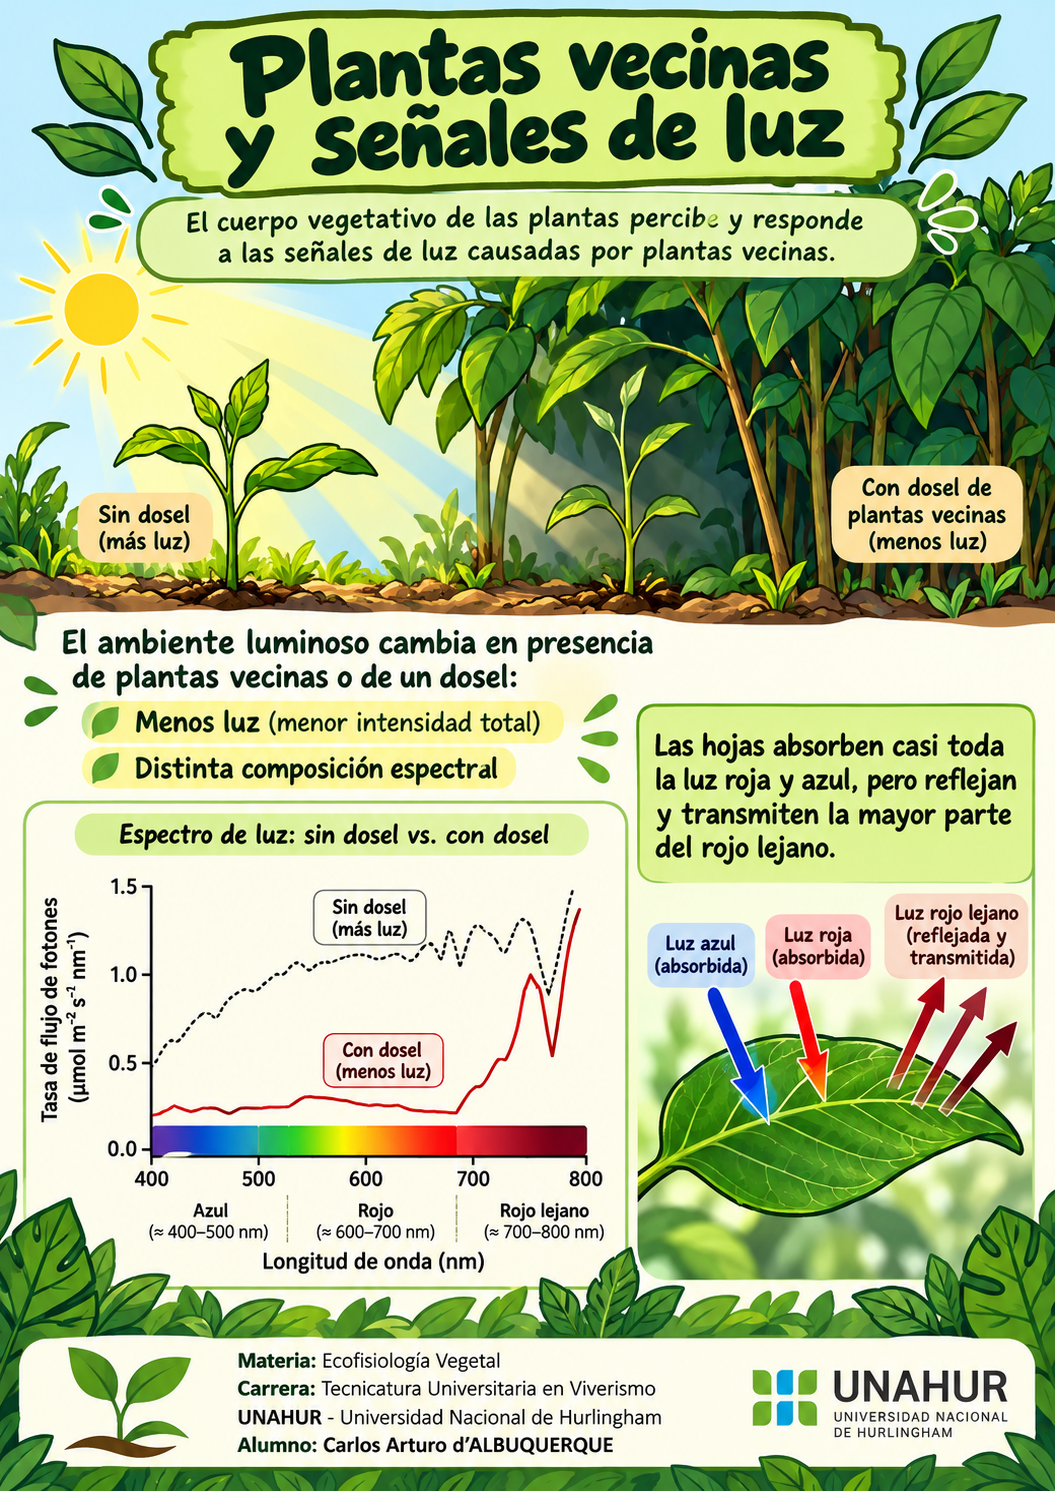 Plantas vecinas
y señales de luz
El cuerpo vegetativo de las plantas percibe y responde
a las señales de luz causadas por plantas vecinas.
Sin dosel
(más luz)
Con dosel de
plantas vecinas
(menos luz)
El ambiente luminoso cambia en presencia
de plantas vecinas o de un dosel:
Menos luz (menor intensidad total)
Distinta composición espectral
Espectro de luz: sin dosel vs. con dosel
Tasa de flujo de fotones
(µmol m⁻² s⁻² nm⁻¹)
1.5
1.0
0.5
0.0
Sin dosel
(más luz)
Con dosel
(menos luz)
400 500 600 700 800
Azul Rojo Rojo lejano
(≈ 400–500 nm) (≈ 600–700 nm) (≈ 700–800 nm)
Longitud de onda (nm)
Las hojas absorben casi toda
la luz roja y azul, pero reflejan
y transmiten la mayor parte
del rojo lejano.
Luz azul
(absorbida)
Luz roja
(absorbida)
Luz rojo lejano
(reflejada y
transmitida)
Materia: Ecofisiología Vegetal
Carrera: Tecnicatura Universitaria en Viverismo
UNAHUR - Universidad Nacional de Hurlingham
Alumno: Carlos Arturo d’ALBUQUERQUE
UNAHUR
UNIVERSIDAD NACIONAL
DE HURLINGHAM